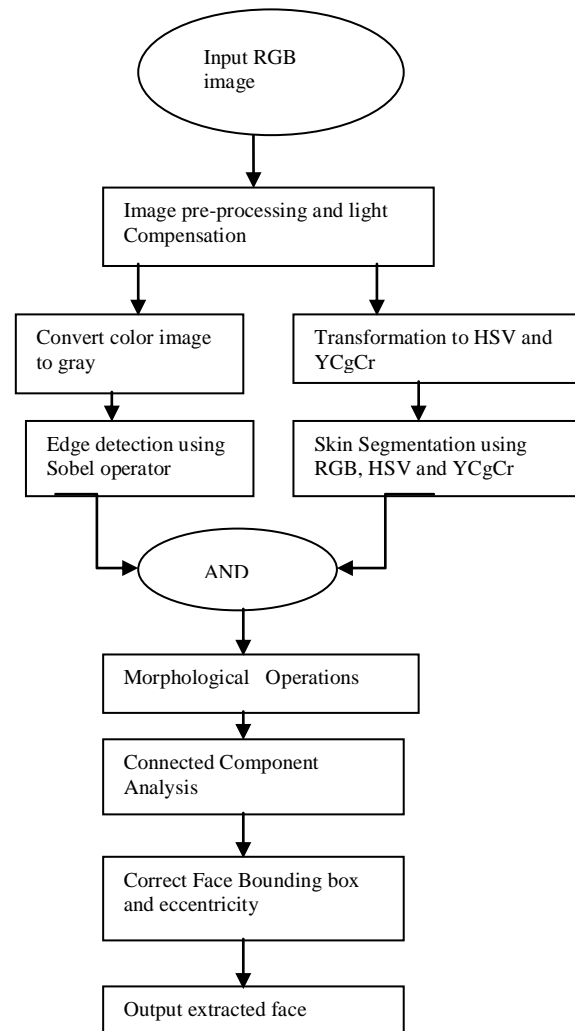 Input RGB
image
Image pre-processing and light
Compensation
Convert color image
to gray
Transformation to HSV and
YCgCr
Edge detection using
Sobel operator
Skin Segmentation using
RGB, HSV and YCgCr
AND
Morphological Operations
Connected Component
Analysis
Correct Face Bounding box
and eccentricity
Output extracted face